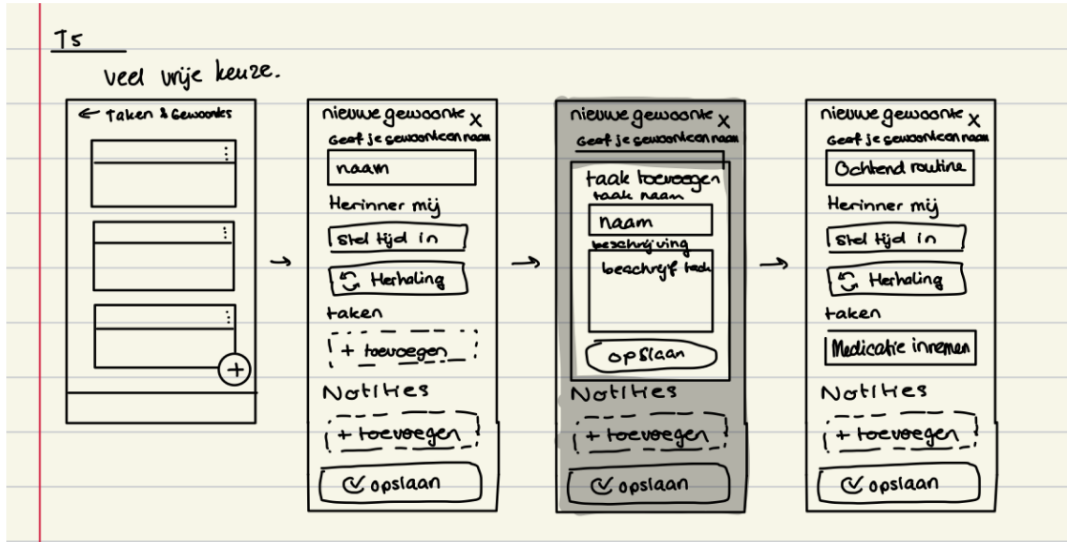 T5
Veel vrije keuze.
← Taken & Gewoontes
nieuwe gewoonte x
Geef je gewoonte een naam
naam
Herinner mij
Stel tijd in
Herhaling
taken
+ toevoegen
Notities
+ toevoegen
opslaan
nieuwe gewoonte x
Geef je gewoonte een naam
taak toevoegen
taak naam
naam
beschrijving
beschrijf taak
opslaan
Notities
+ toevoegen
opslaan
nieuwe gewoonte x
Geef je gewoonte een naam
Ochtend routine
Herinner mij
Stel tijd in
Herhaling
taken
Medicatie innemen
Notities
+ toevoegen
opslaan